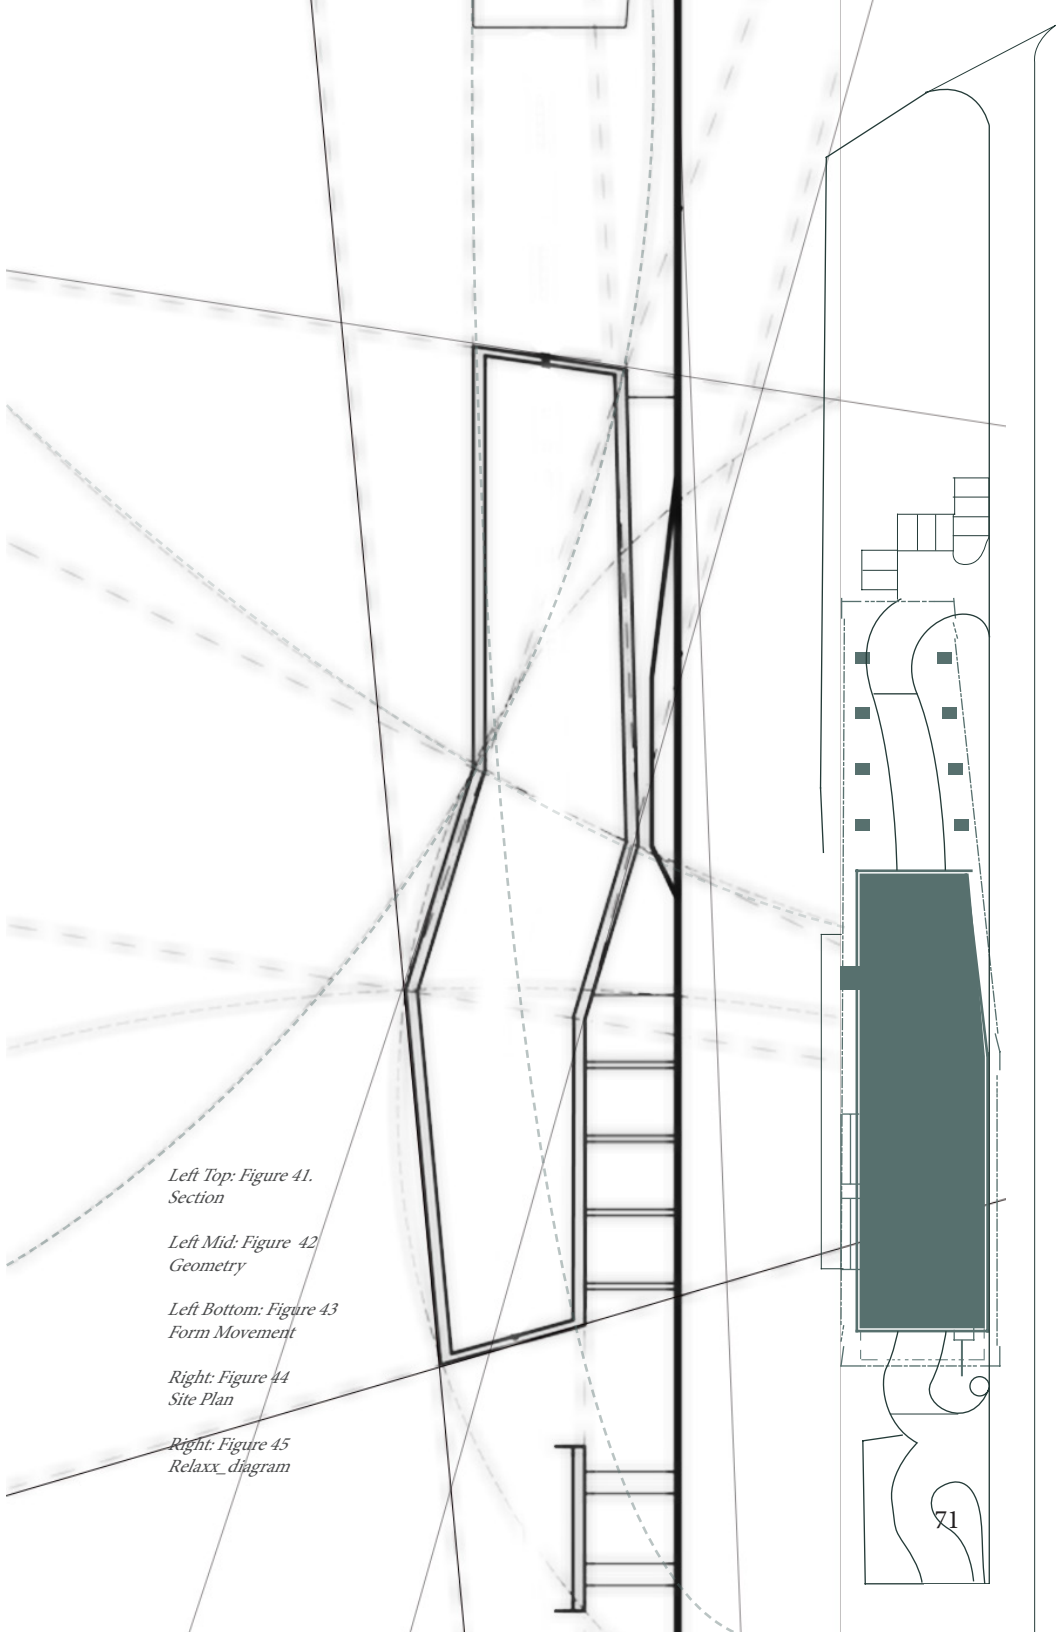 Left Top: Figure 41.
Section
Left Mid: Figure  42
Geometry
Left Bottom: Figure 43
Form Movement
Right: Figure 44
Site Plan
Right: Figure 45
Relaxx_diagram
71